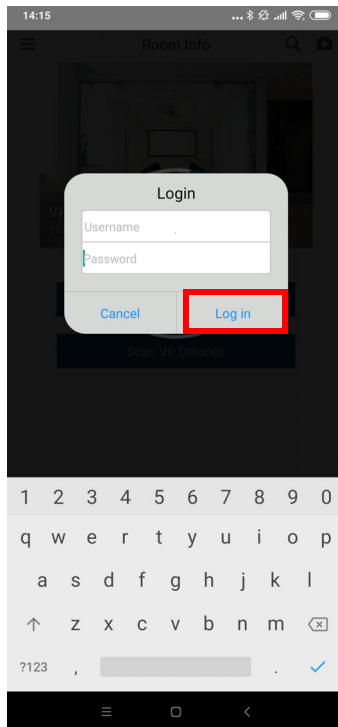 14:15
Room Info
Login
Username
Password
Cancel
Log in
Scan VP Devices
1 2 3 4 5 6 7 8 9 0
q w e r t y u i o p
a s d f g h j k l
z x c v b n m
?123 , .